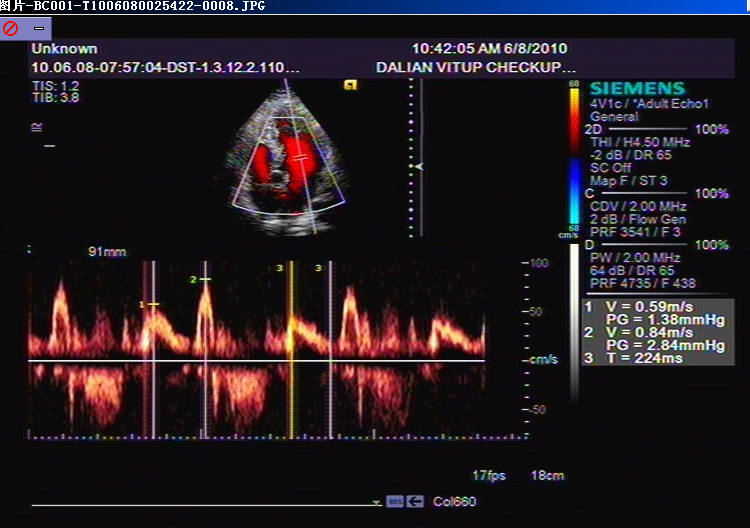 图片-BC001-T1006080025422-0008.JPG
Unknown
10:42:05 AM 6/8/2010
10.06.08-07:57:04-DST-1.3.12.2.110...
DALIAN VITUP CHECKUP...
TIS: 1.2
TIB: 3.8
68
68
cm/s
SIEMENS
4V1c / *Adult Echo1
General
2D 100%
THI / H4.50 MHz
-2 dB / DR 65
SC Off
Map F / ST 3
C 100%
CDV / 2.00 MHz
2 dB / Flow Gen
PRF 3541 / F 3
D 100%
PW / 2.00 MHz
64 dB / DR 65
PRF 4735 / F 438
91mm
1
2
3
3
-100
-50
-cm/s
-50
1 V = 0.59m/s
PG = 1.38mmHg
2 V = 0.84m/s
PG = 2.84mmHg
3 T = 224ms
17fps 18cm
Col660